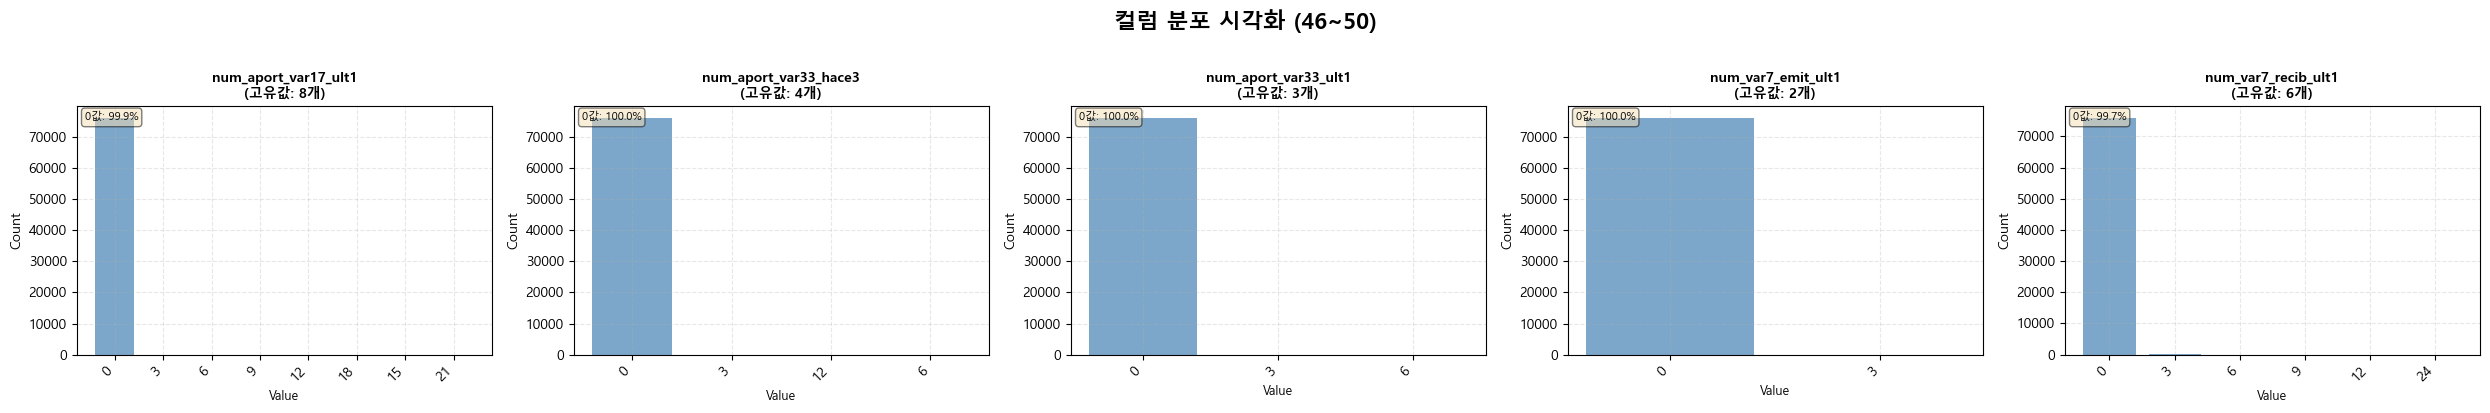 컬럼 분포 시각화 (46~50)
num_aport_var17_ult1
(고유값: 8개)
0값: 99.9%
70000
60000
50000
40000
30000
20000
10000
0
Count
0 3 6 9 12 18 15 21
Value
num_aport_var33_hace3
(고유값: 4개)
0값: 100.0%
70000
60000
50000
40000
30000
20000
10000
0
Count
0 3 12 6
Value
num_aport_var33_ult1
(고유값: 3개)
0값: 100.0%
70000
60000
50000
40000
30000
20000
10000
0
Count
0 3 6
Value
num_var7_emit_ult1
(고유값: 2개)
0값: 100.0%
70000
60000
50000
40000
30000
20000
10000
0
Count
0 3
Value
num_var7_recib_ult1
(고유값: 6개)
0값: 99.7%
70000
60000
50000
40000
30000
20000
10000
0
Count
0 3 6 9 12 24
Value